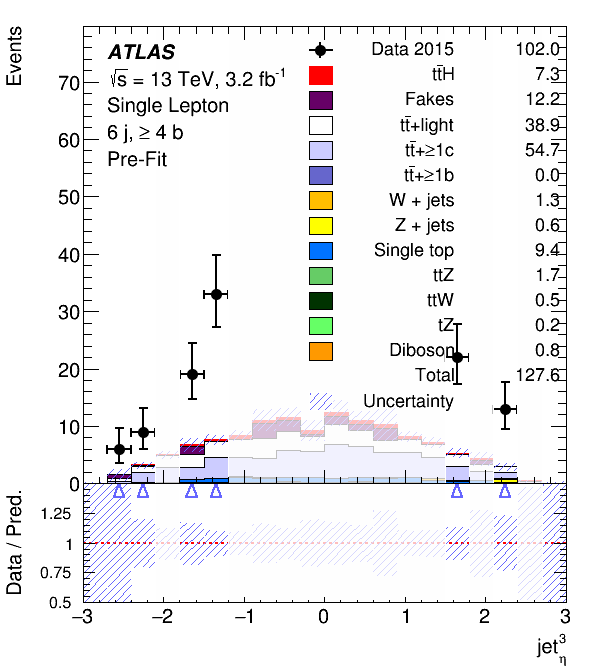 Events
ATLAS
√s = 13 TeV, 3.2 fb⁻¹
Single Lepton
6 j, ≥ 4 b
Pre-Fit
Data 2015 102.0
tt̄H 7.3
Fakes 12.2
tt̄+light 38.9
tt̄+≥1c 54.7
tt̄+≥1b 0.0
W + jets 1.3
Z + jets 0.6
Single top 9.4
ttZ 1.7
ttW 0.5
tZ 0.2
Diboson 0.8
Total 127.6
Uncertainty
70
60
50
40
30
20
10
0
Data / Pred.
1.25
1
0.75
0.5
−3 −2 −1 0 1 2 3
jet³η